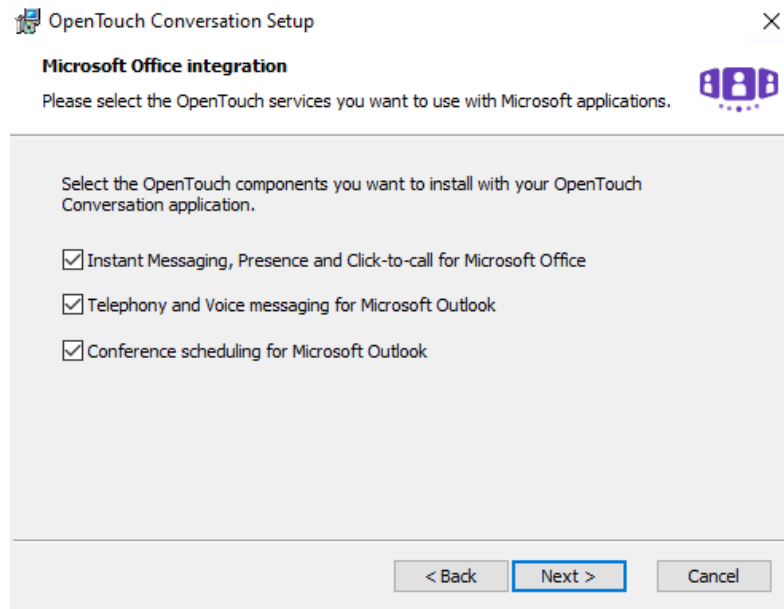 OpenTouch Conversation Setup
Microsoft Office integration
Please select the OpenTouch services you want to use with Microsoft applications.
Select the OpenTouch components you want to install with your OpenTouch
Conversation application.
Instant Messaging, Presence and Click-to-call for Microsoft Office
Telephony and Voice messaging for Microsoft Outlook
Conference scheduling for Microsoft Outlook
< Back
Next >
Cancel